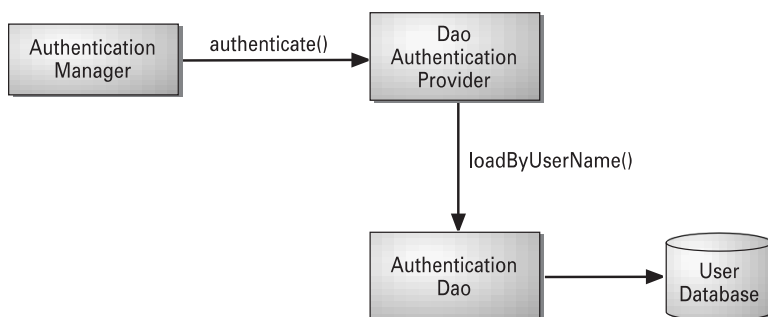 Authentication
Manager
authenticate()
Dao
Authentication
Provider
loadByUserName()
Authentication
Dao
User
Database